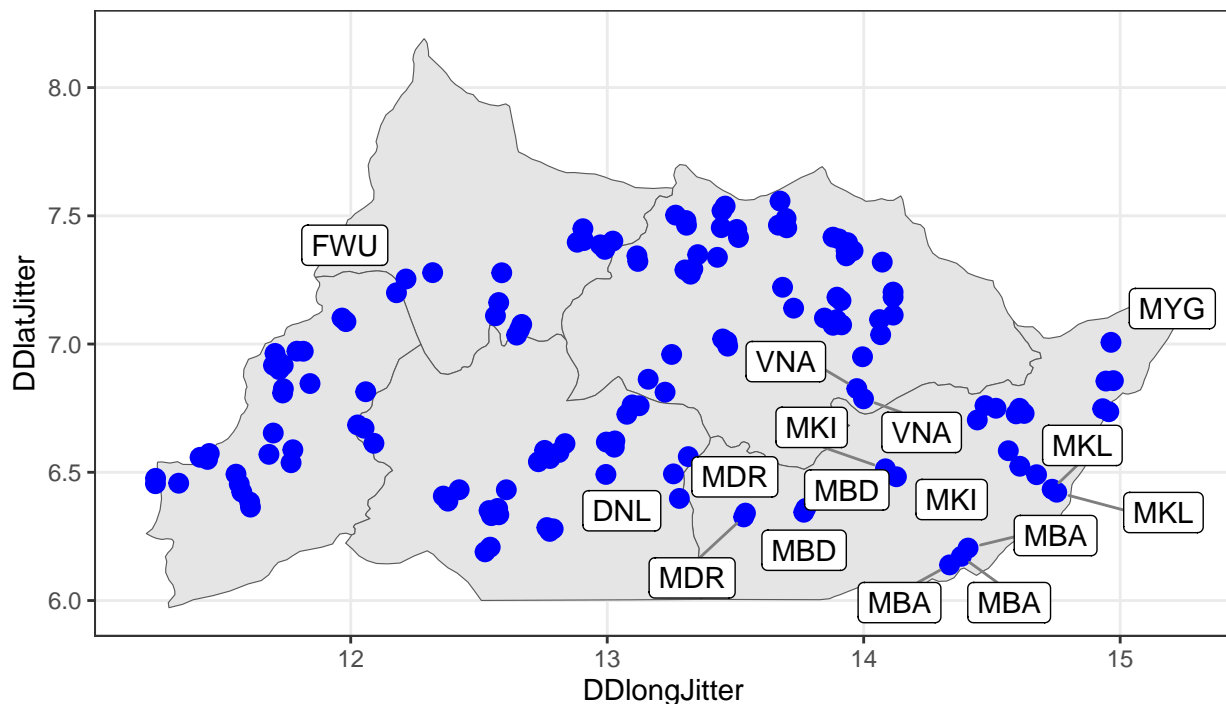 DDlatJitter
8.0
7.5
7.0
6.5
6.0
FWU
MYG
VNA
MKI
VNA
MKL
MDR
MBD
DNL
MKI
MKL
MBD
MBA
MDR
MBA
MBA
12
13
14
15
DDlongJitter